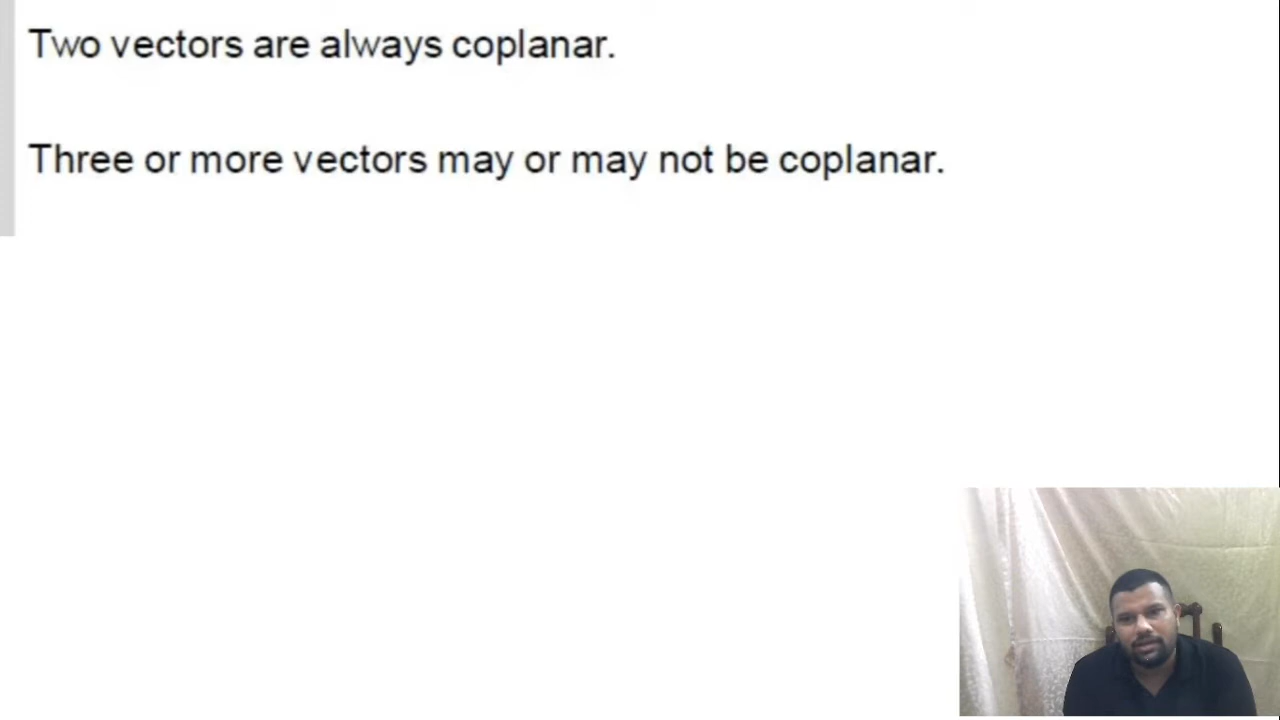 Two vectors are always coplanar.
Three or more vectors may or may not be coplanar.